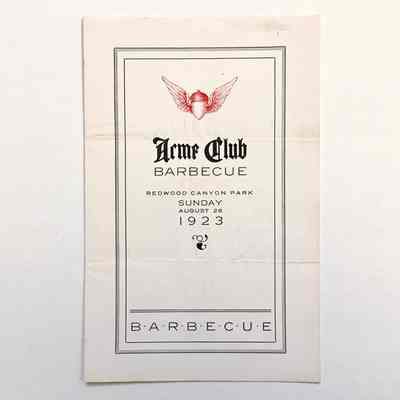 Acme Club
BARBECUE
REDWOOD CANYON PARK
SUNDAY
AUGUST 26
1923
B·A·R·B·E·C·U·E